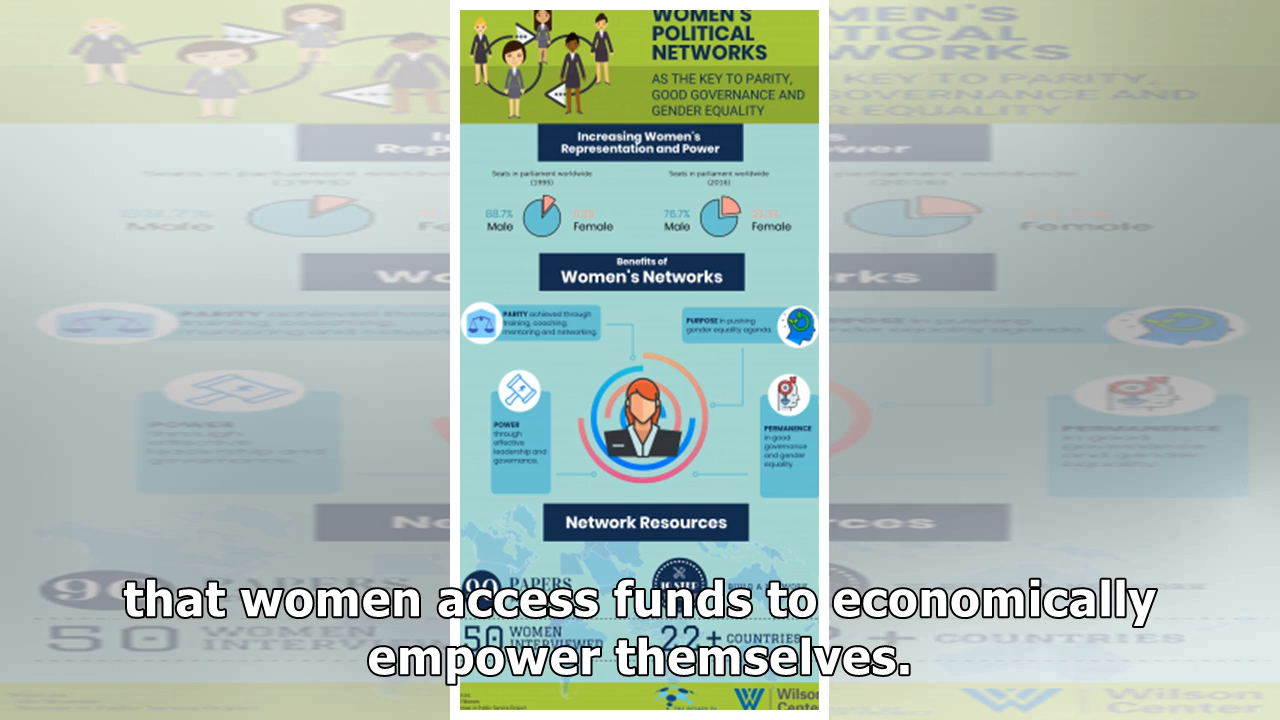 WOMEN'S
POLITICAL
NETWORKS
AS THE KEY TO PARITY,
GOOD GOVERNANCE AND
GENDER EQUALITY
Increasing Women's
Representation and Power
Seats in parliament worldwide
(1995)
Seats in parliament worldwide
(2016)
88.7%
Male
Female
76.7%
Male
Female
Benefits of
Women's Networks
PARITY achieved through
training, coaching,
mentoring and networking.
PURPOSE in pushing
gender equality agenda.
POWER
through
effective
leadership and
governance.
PERMANENCE
in good
governance
and gender
equality.
Network Resources
90 PAPERS
50 WOMEN
INTERVIEWED
22+ COUNTRIES
that women access funds to economically
empower themselves.
Wilson
Center